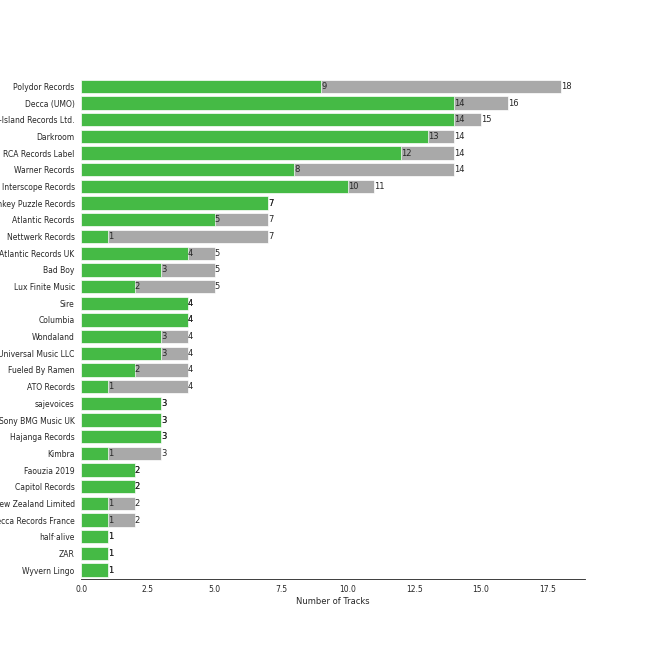 Polydor Records 9 18
Decca (UMO) 14 16
-Island Records Ltd. 14 15
Darkroom 13 14
RCA Records Label 12 14
Warner Records 8 14
Interscope Records 10 11
nkey Puzzle Records 7
Atlantic Records 5 7
Nettwerk Records 1 7
Atlantic Records UK 4 5
Bad Boy 3 5
Lux Finite Music 2 5
Sire 4
Columbia 4
Wondaland 3 4
Universal Music LLC 3 4
Fueled By Ramen 2 4
ATO Records 1 4
sajevoices 3
Sony BMG Music UK 3
Hajanga Records 3
Kimbra 1 3
Faouzia 2019 2
Capitol Records 2
ew Zealand Limited 1 2
ecca Records France 1 2
half·alive 1
ZAR 1
Wyvern Lingo 1
0.0 2.5 5.0 7.5 10.0 12.5 15.0 17.5
Number of Tracks